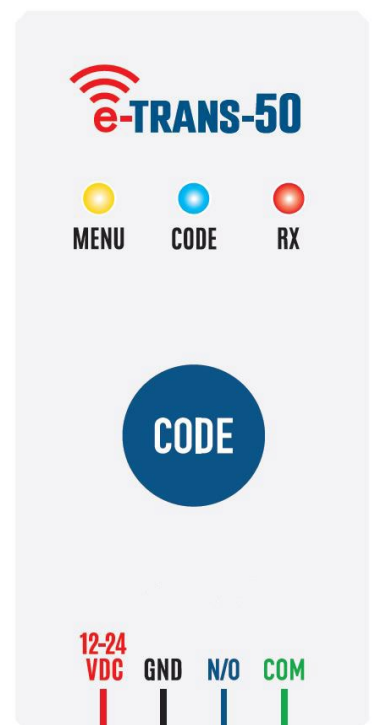 e-TRANS-50
MENU CODE RX
CODE
12-24
VDC GND N/O COM